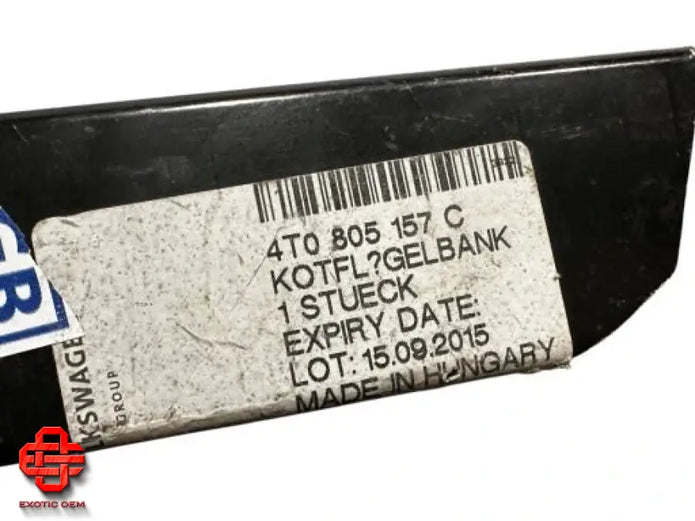 4T0 805 157 C
KOTFL?GELBANK
1 STUECK
EXPIRY DATE:
LOT: 15.09.2015
MADE IN HUNGARY
LKSWAGE
GROUP
EXOTIC OEM